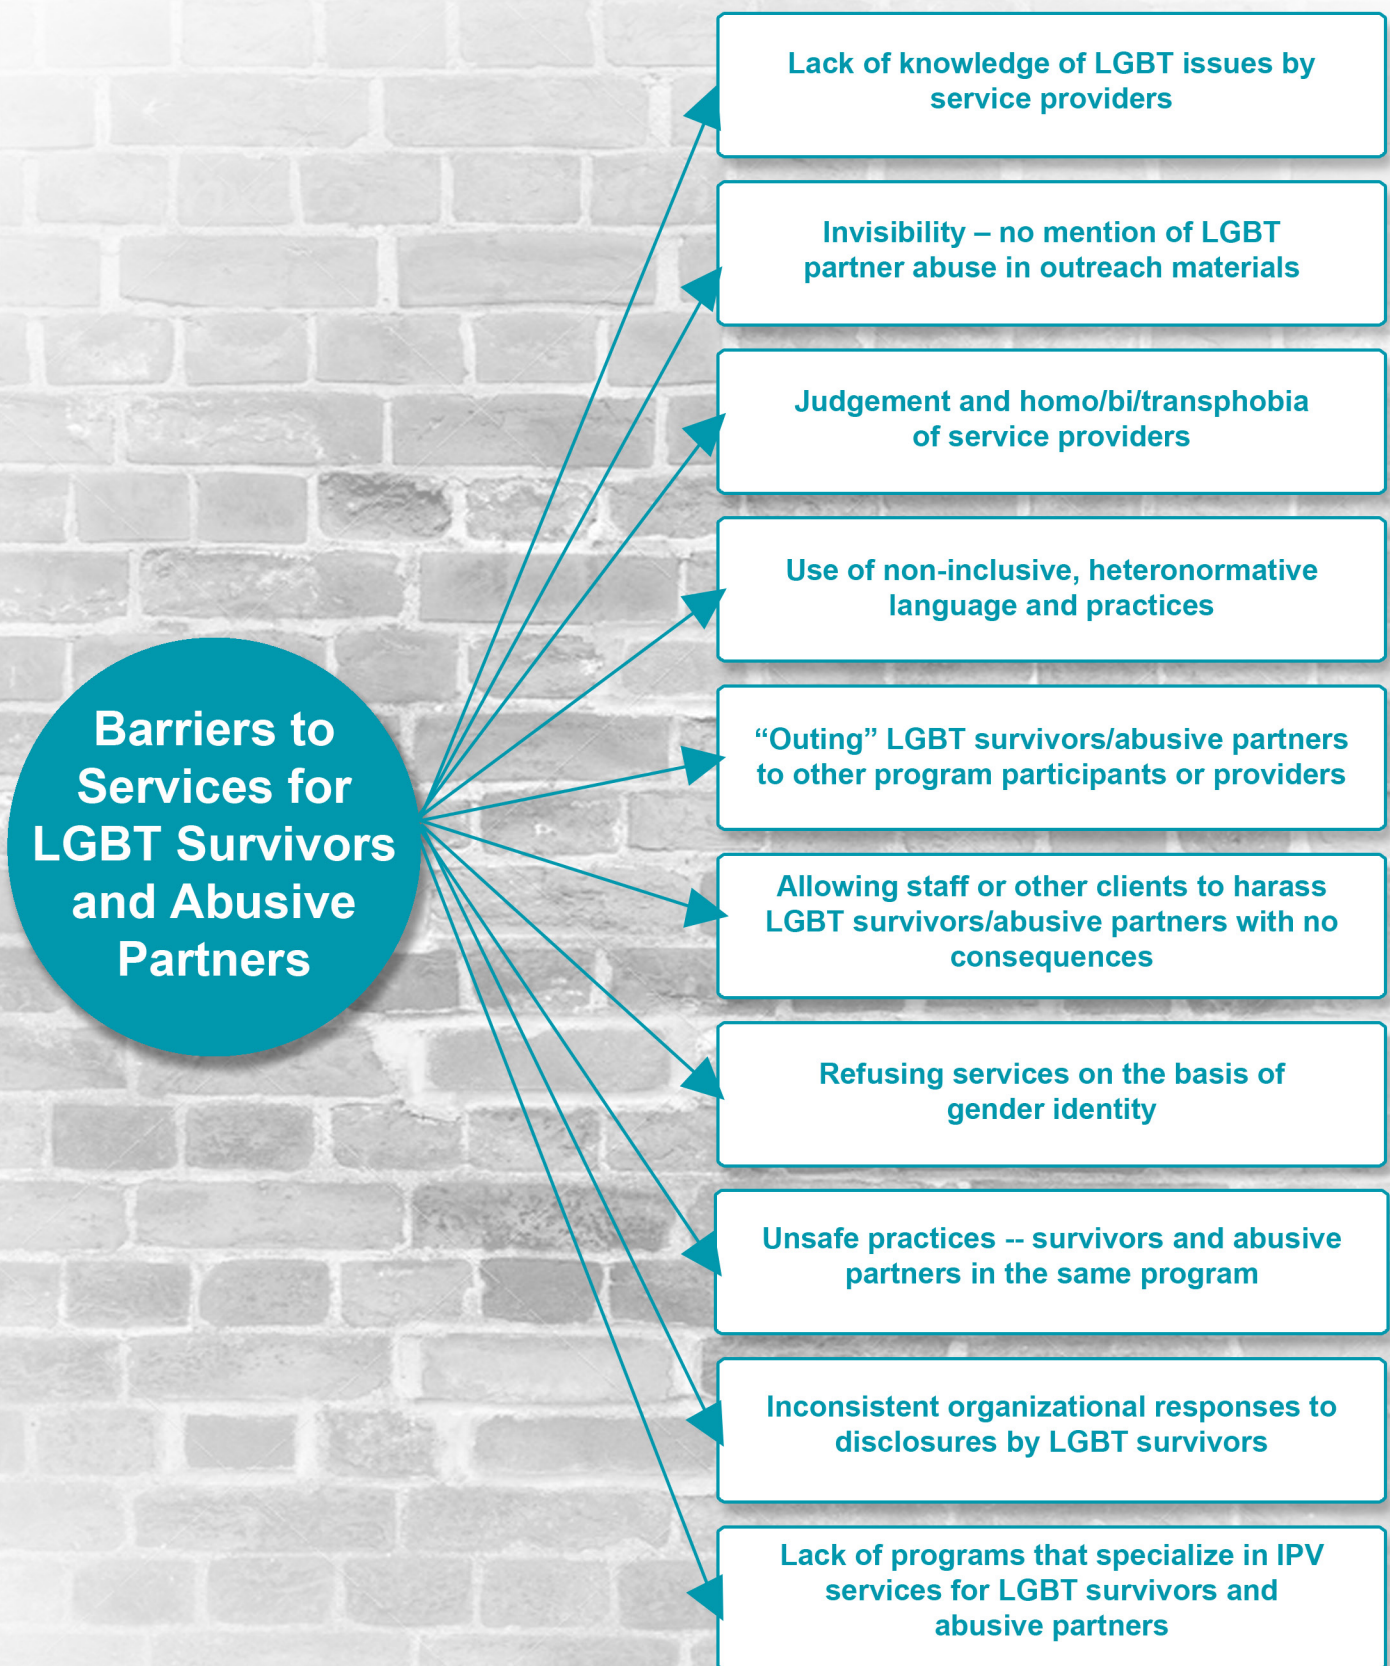 Barriers to
Services for
LGBT Survivors
and Abusive
Partners
Lack of knowledge of LGBT issues by
service providers
Invisibility – no mention of LGBT
partner abuse in outreach materials
Judgement and homo/bi/transphobia
of service providers
Use of non-inclusive, heteronormative
language and practices
“Outing” LGBT survivors/abusive partners
to other program participants or providers
Allowing staff or other clients to harass
LGBT survivors/abusive partners with no
consequences
Refusing services on the basis of
gender identity
Unsafe practices -- survivors and abusive
partners in the same program
Inconsistent organizational responses to
disclosures by LGBT survivors
Lack of programs that specialize in IPV
services for LGBT survivors and
abusive partners